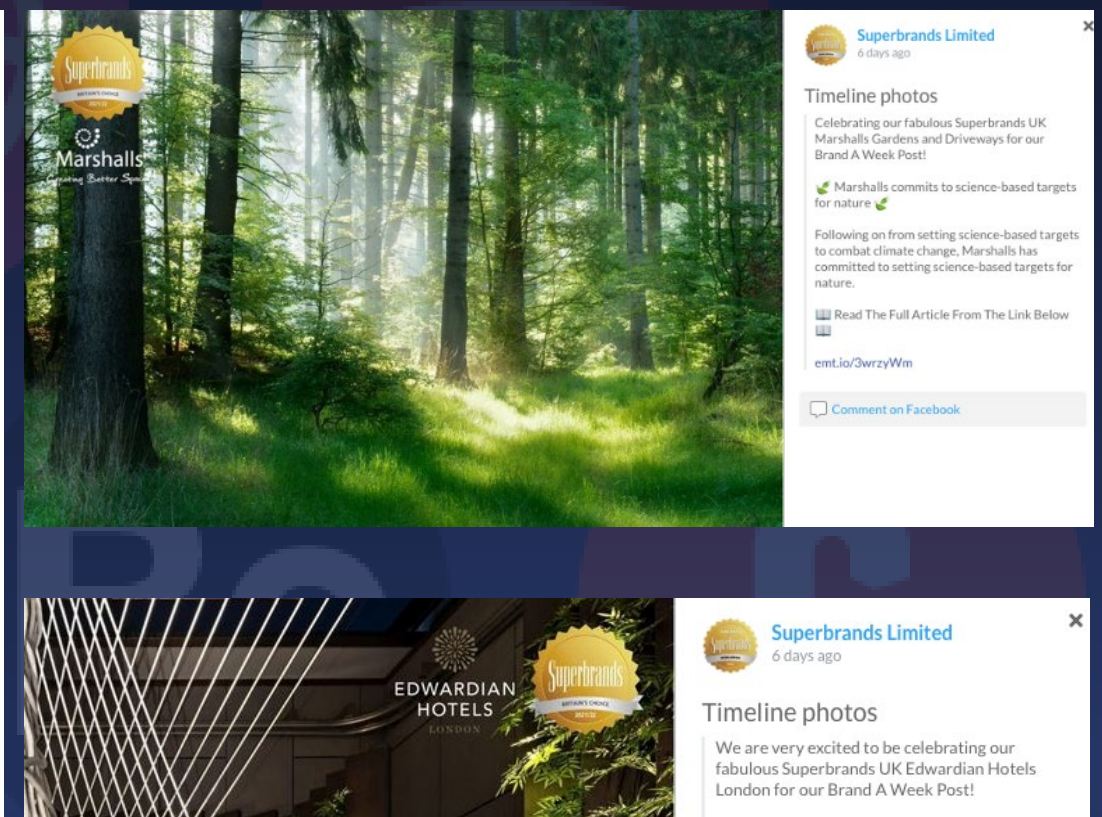 Superbrands
BRITAIN'S CHOICE
2021/22
Marshalls
Creating Better Spaces
Superbrands Limited
6 days ago
Timeline photos
Celebrating our fabulous Superbrands UK
Marshalls Gardens and Driveways for our
Brand A Week Post!
🌿 Marshalls commits to science-based targets
for nature 🌿
Following on from setting science-based targets
to combat climate change, Marshalls has
committed to setting science-based targets for
nature.
📖 Read The Full Article From The Link Below
📖
emt.io/3wrzyWm
Comment on Facebook
EDWARDIAN
HOTELS
LONDON
Superbrands
BRITAIN'S CHOICE
2021/22
Superbrands Limited
6 days ago
Timeline photos
We are very excited to be celebrating our
fabulous Superbrands UK Edwardian Hotels
London for our Brand A Week Post!